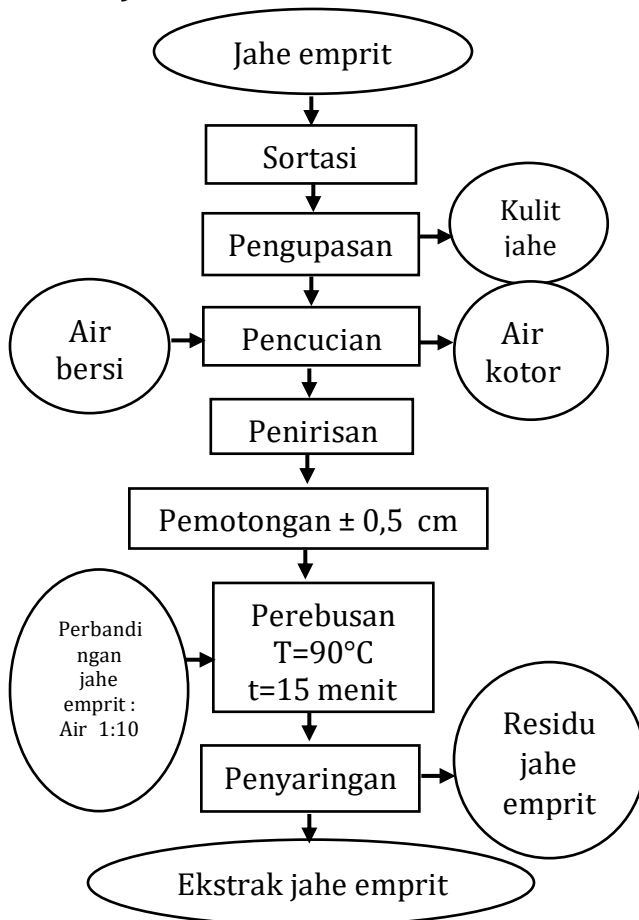 Jahe emprit
Sortasi
Pengupasan
Kulit
jahe
Air
bersi
Pencucian
Air
kotor
Penirisan
Pemotongan ± 0,5 cm
Perbandi
ngan
jahe
emprit :
Air 1:10
Perebusan
T=90°C
t=15 menit
Penyaringan
Residu
jahe
emprit
Ekstrak jahe emprit